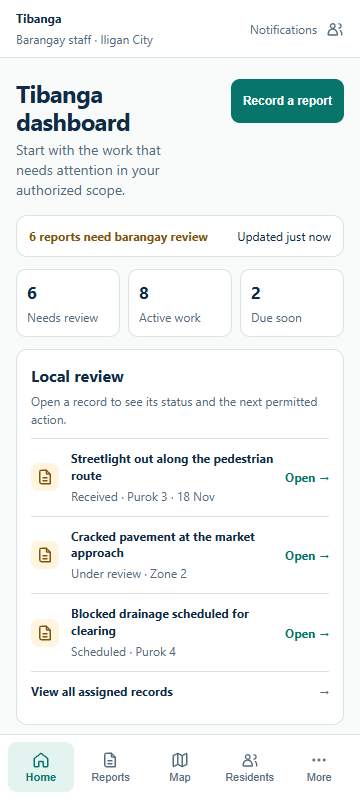 Tibanga
Barangay staff · Iligan City
Notifications
Tibanga
dashboard
Record a report
Start with the work that
needs attention in your
authorized scope.
6 reports need barangay review
Updated just now
6
Needs review
8
Active work
2
Due soon
Local review
Open a record to see its status and the next permitted
action.
Streetlight out along the pedestrian
route
Received · Purok 3 · 18 Nov
Open →
Cracked pavement at the market
approach
Under review · Zone 2
Open →
Blocked drainage scheduled for
clearing
Scheduled · Purok 4
Open →
View all assigned records →
Home
Reports
Map
Residents
More